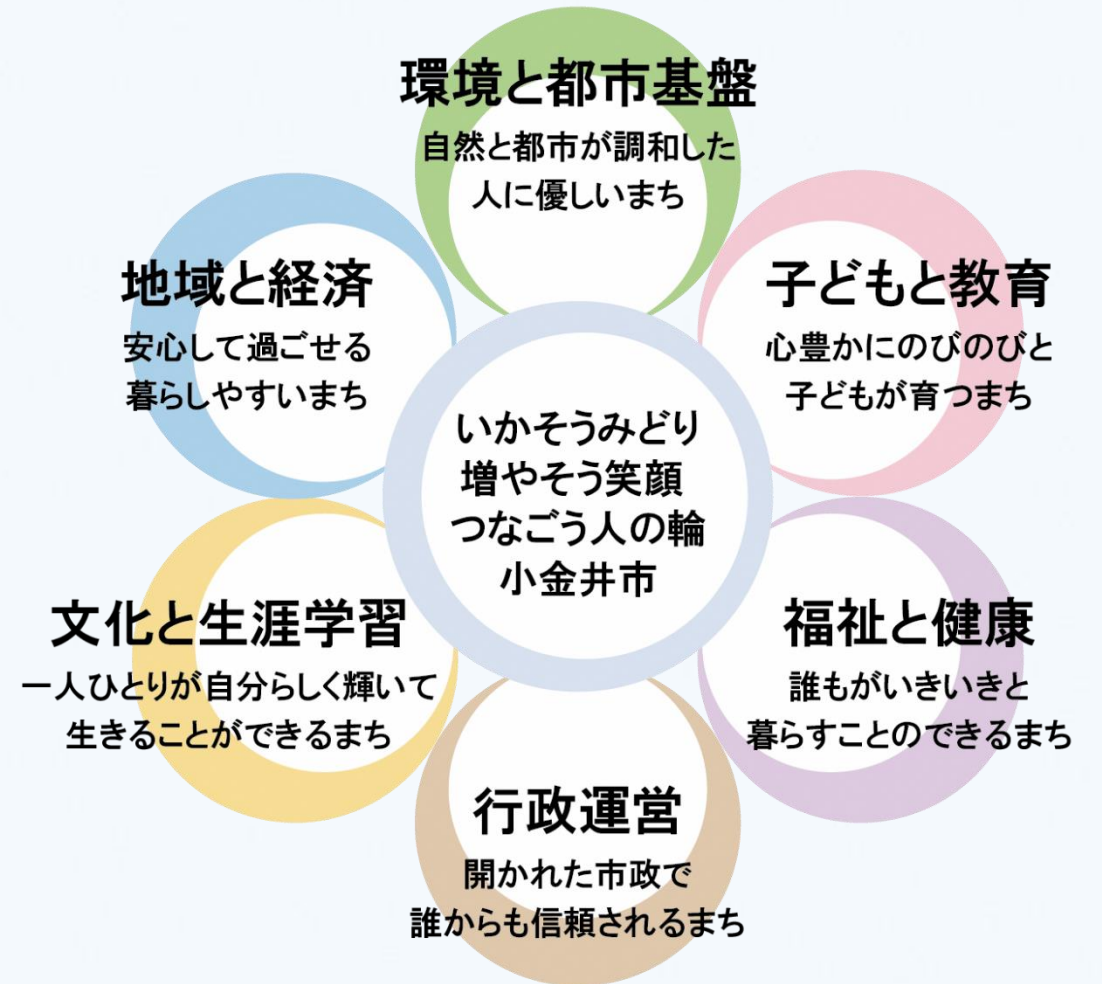 環境と都市基盤
自然と都市が調和した
人に優しいまち
子どもと教育
心豊かにのびのびと
子どもが育つまち
福祉と健康
誰もがいきいきと
暮らすことのできるまち
行政運営
開かれた市政で
誰からも信頼されるまち
文化と生涯学習
一人ひとりが自分らしく輝いて
生きることができるまち
地域と経済
安心して過ごせる
暮らしやすいまち
いかそうみどり
増やそう笑顔
つなごう人の輪
小金井市